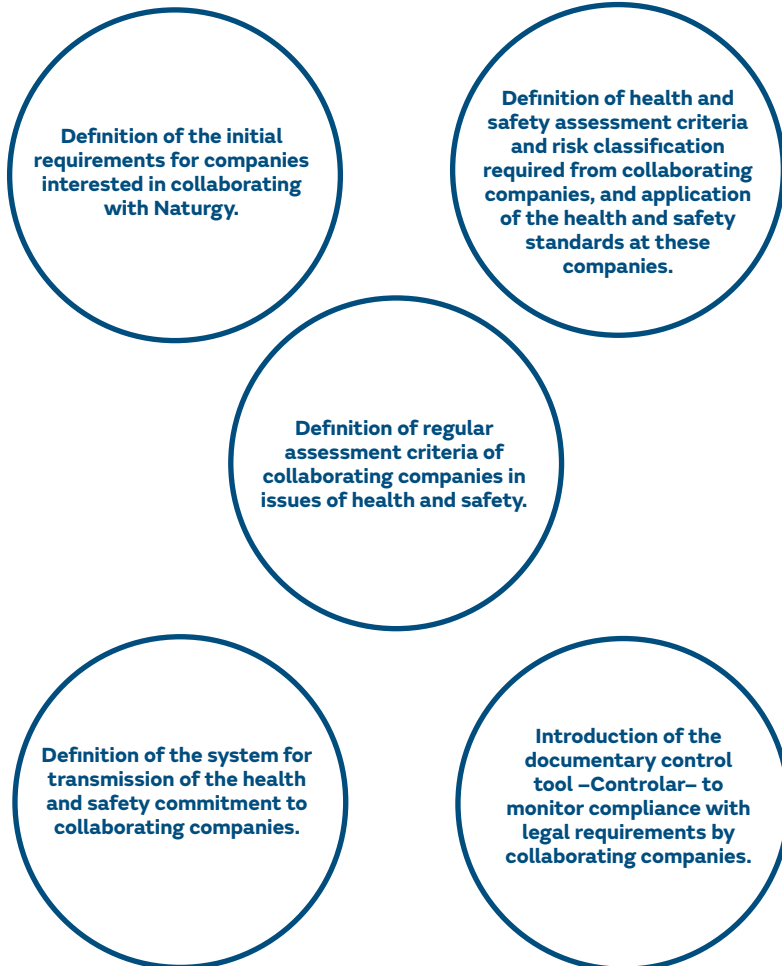 Definition of the initial
requirements for companies
interested in collaborating
with Naturgy.
Definition of health and
safety assessment criteria
and risk classification
required from collaborating
companies, and application
of the health and safety
standards at these
companies.
Definition of regular
assessment criteria of
collaborating companies in
issues of health and safety.
Definition of the system for
transmission of the health
and safety commitment to
collaborating companies.
Introduction of the
documentary control
tool –Controlar– to
monitor compliance with
legal requirements by
collaborating companies.